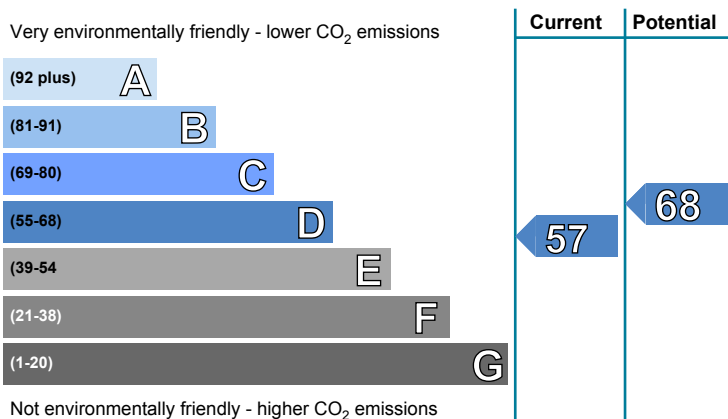 Very environmentally friendly - lower CO2 emissions
Current
Potential
(92 plus) A
(81-91) B
(69-80) C
(55-68) D
(39-54 E
(21-38) F
(1-20) G
57
68
Not environmentally friendly - higher CO2 emissions